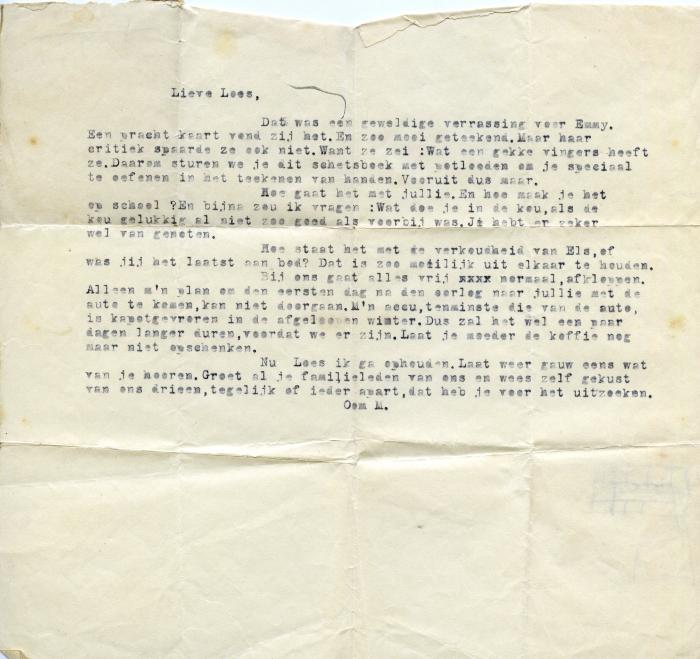 Lieve Loes,
Dat was een geweldige verrassing voor Emmy.
Een pracht kaart vond zij het.En zoo mooi geteekend.Maar haar
critiek spaarde ze ook niet.Want ze zei :Wat een gekke vingers heeft
ze.Daarom sturen we je dit schetsboek met potlooden om je speciaal
te oefenen in het teekenen van handen.Vooruit dus maar.
Hoe gaat het met jullie.En hoe maak je het
op school ?En bijna zou ik vragen :Wat doe je in de kou,als de
kou gelukkig al niet zoo goed als voorbij was.Je hebt er zeker
wel van genoten.
Hoe staat het met de verkoudheid van Els,of
was jij het laatst aan bod? Dat is zoo moeilijk uit elkaar te houden.
Bij ons gaat alles vrij xxxx normaal,afkloppen.
Alleen m'n plan om den eersten dag na den oorlog naar jullie met de
auto te komen,kan niet doorgaan.M'n accu,tenminste die van de auto,
is kapotgevroren in de afgeloopen winter.Dus zal het wel een paar
dagen langer duren,voordat we er zijn.Laat je moeder de koffie nog
maar niet opschenken.
Nu Loes ik ga ophouden.Laat weer gauw eens wat
van je hooren.Groet al je familieleden van ons en wees zelf gekust
van ons drieen,tegelijk of ieder apart,dat heb je voor het uitzoeken.
Oom M.